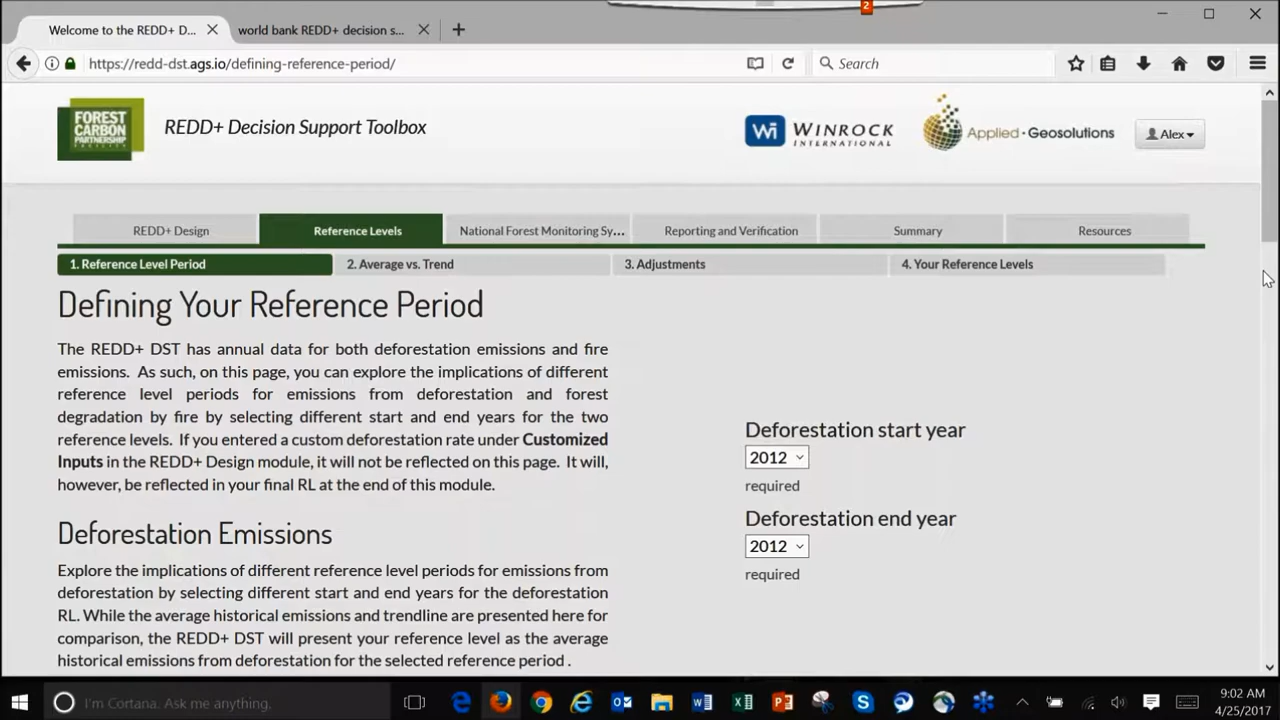 2
Welcome to the REDD+ D...
world bank REDD+ decision s...
https://redd-dst.ags.io/defining-reference-period/
Search
FOREST
CARBON
PARTNERSHIP
REDD+ Decision Support Toolbox
Wi WINROCK
INTERNATIONAL
Applied · Geosolutions
Alex
REDD+ Design
Reference Levels
National Forest Monitoring Sy...
Reporting and Verification
Summary
Resources
1. Reference Level Period
2. Average vs. Trend
3. Adjustments
4. Your Reference Levels
Defining Your Reference Period
The REDD+ DST has annual data for both deforestation emissions and fire
emissions. As such, on this page, you can explore the implications of different
reference level periods for emissions from deforestation and forest
degradation by fire by selecting different start and end years for the two
reference levels. If you entered a custom deforestation rate under Customized
Inputs in the REDD+ Design module, it will not be reflected on this page. It will,
however, be reflected in your final RL at the end of this module.
Deforestation start year
2012
required
Deforestation end year
2012
required
Deforestation Emissions
Explore the implications of different reference level periods for emissions from
deforestation by selecting different start and end years for the deforestation
RL. While the average historical emissions and trendline are presented here for
comparison, the REDD+ DST will present your reference level as the average
historical emissions from deforestation for the selected reference period .
I'm Cortana. Ask me anything.
9:02 AM
4/25/2017